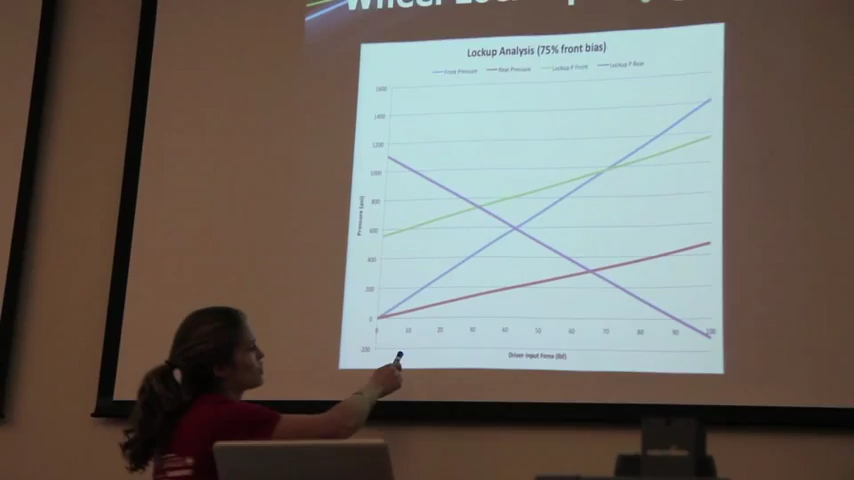 Wheel Lockup
Lockup Analysis (75% front bias)
Front Pressure Rear Pressure Lockup P Front Lockup P Rear
1600
1400
1200
1000
800
600
400
200
0
-200
Pressure (psi)
0 10 20 30 40 50 60 70 80 90 100
Driver Input Force (lbf)